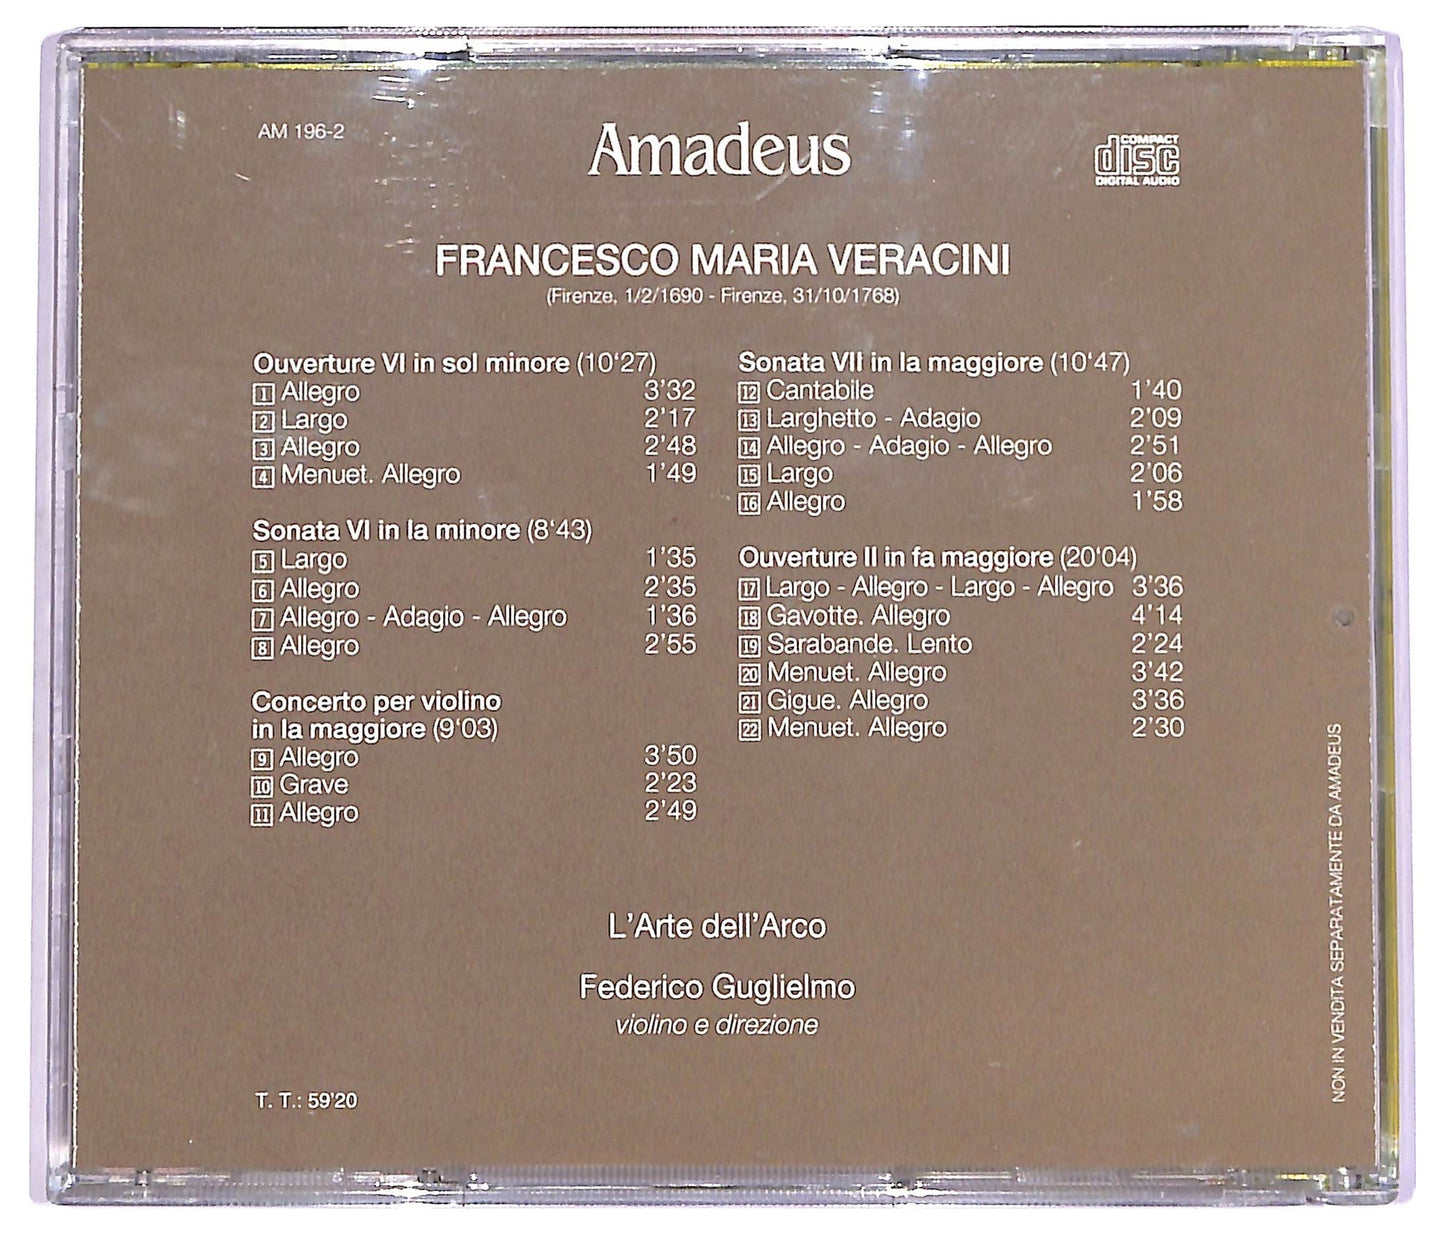 AM 196-2
Amadeus
COMPACT
disc
DIGITAL AUDIO
FRANCESCO MARIA VERACINI
(Firenze, 1/2/1690 - Firenze, 31/10/1768)
Ouverture VI in sol minore (10‘27)
1 Allegro 3’32
2 Largo 2’17
3 Allegro 2’48
4 Menuet. Allegro 1’49
Sonata VI in la minore (8‘43)
5 Largo 1’35
6 Allegro 2’35
7 Allegro - Adagio - Allegro 1’36
8 Allegro 2’55
Concerto per violino
in la maggiore (9‘03)
9 Allegro 3’50
10 Grave 2’23
11 Allegro 2’49
Sonata VII in la maggiore (10‘47)
12 Cantabile 1’40
13 Larghetto - Adagio 2’09
14 Allegro - Adagio - Allegro 2’51
15 Largo 2’06
16 Allegro 1’58
Ouverture II in fa maggiore (20‘04)
17 Largo - Allegro - Largo - Allegro 3’36
18 Gavotte. Allegro 4’14
19 Sarabande. Lento 2’24
20 Menuet. Allegro 3’42
21 Gigue. Allegro 3’36
22 Menuet. Allegro 2’30
L’Arte dell’Arco
Federico Guglielmo
violino e direzione
T. T.: 59’20
NON IN VENDITA SEPARATAMENTE DA AMADEUS